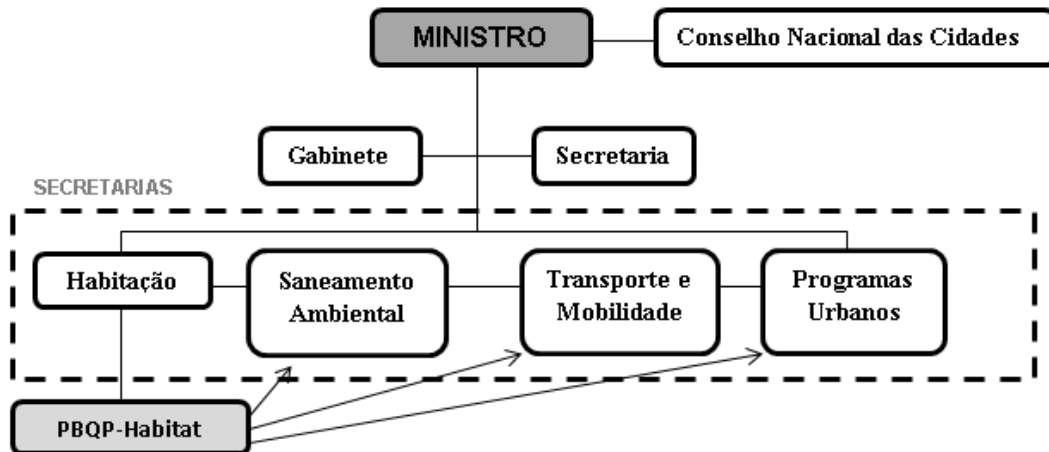 MINISTRO
Conselho Nacional das Cidades
Gabinete
Secretaria
SECRETARIAS
Habitação
Saneamento
Ambiental
Transporte e
Mobilidade
Programas
Urbanos
PBQP-Habitat